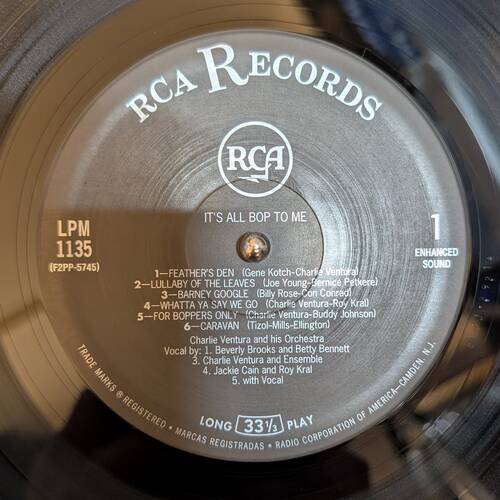 RCA RECORDS
RCA
IT'S ALL BOP TO ME
LPM
1135
(F2PP-5745)
1
ENHANCED
SOUND
1—FEATHER'S DEN (Gene Kotch-Charlie Ventura)
2—LULLABY OF THE LEAVES (Joe Young-Bernice Petkere)
3—BARNEY GOOGLE (Billy Rose-Con Conrad)
4—WHATTA YA SAY WE GO (Charlie Ventura-Roy Kral)
5—FOR BOPPERS ONLY (Charlie Ventura-Buddy Johnson)
6—CARAVAN (Tizol-Mills-Ellington)
Charlie Ventura and his Orchestra
Vocal by: 1. Beverly Brooks and Betty Bennett
3. Charlie Ventura and Ensemble
4. Jackie Cain and Roy Kral
5. with Vocal
LONG 33⅓ PLAY
TRADE MARKS ® REGISTERED • MARCAS REGISTRADAS • RADIO CORPORATION OF AMERICA—CAMDEN, N.J.